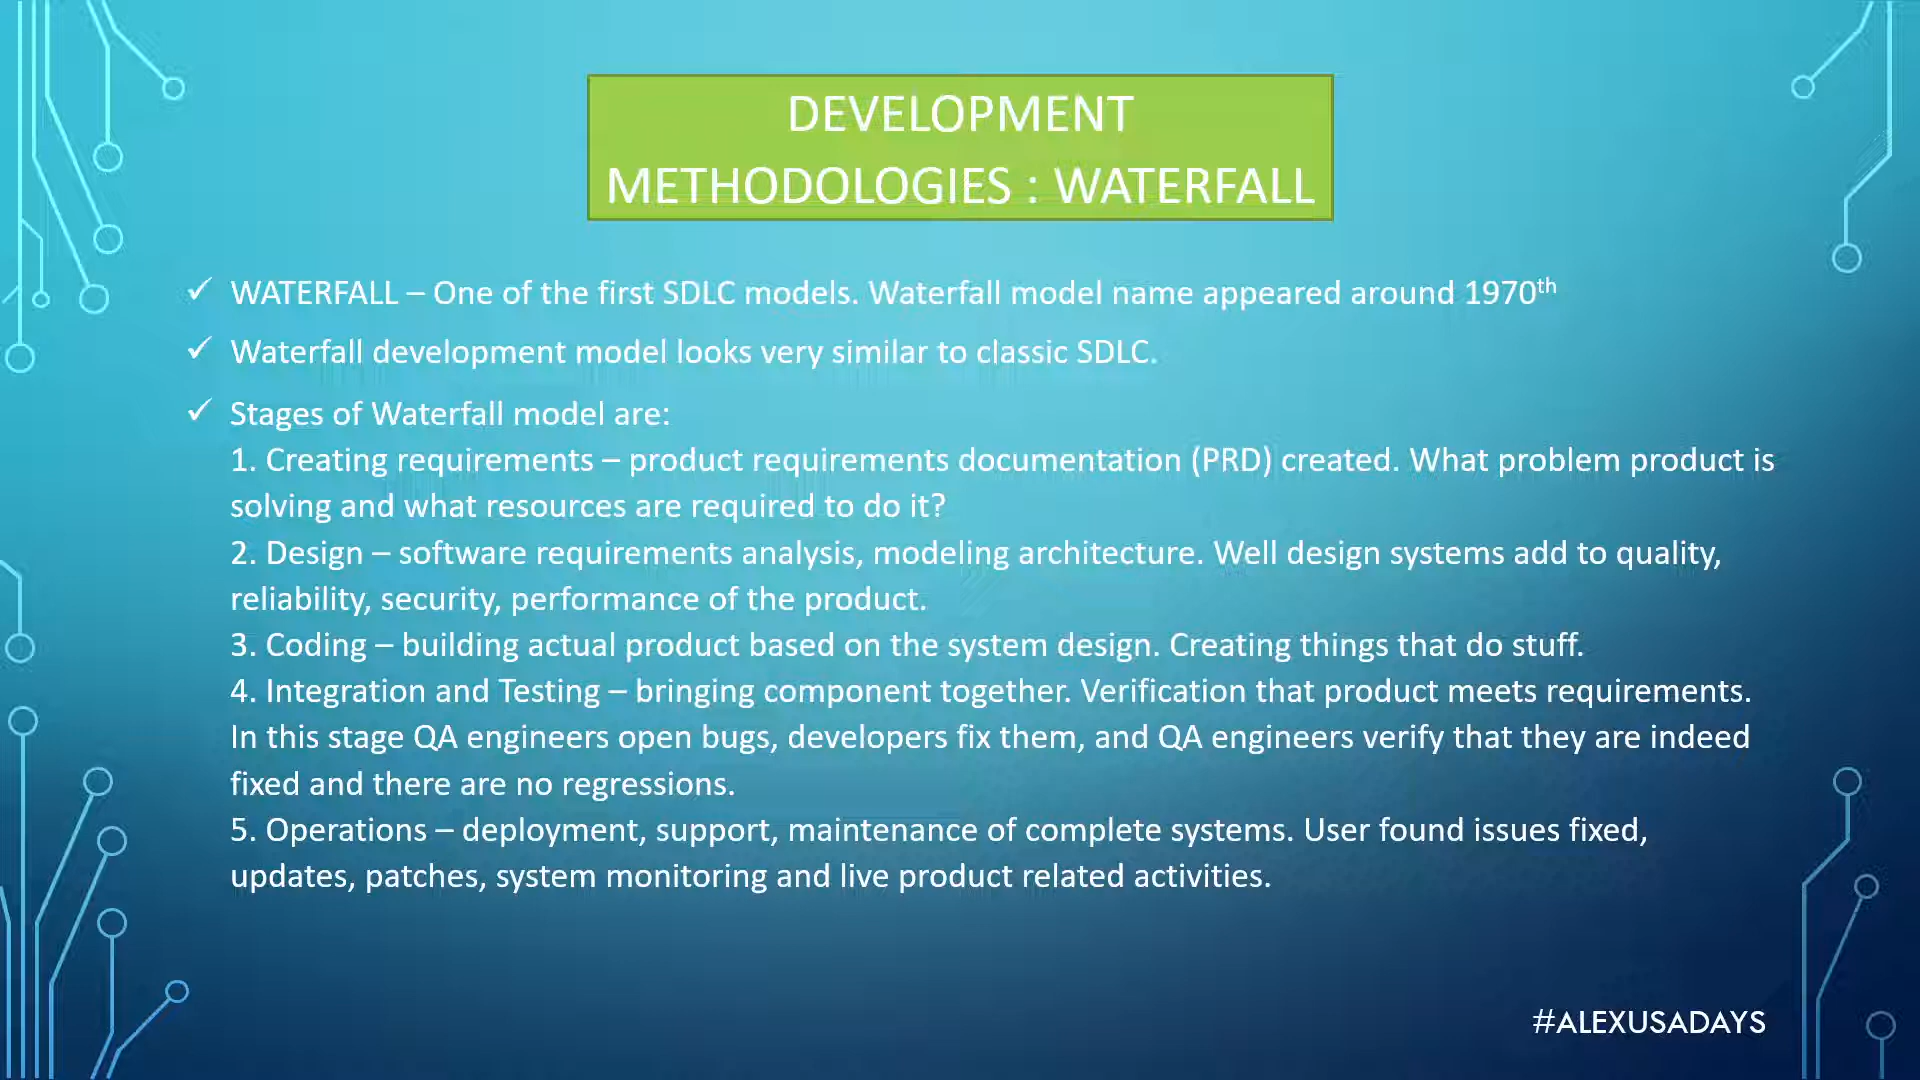 DEVELOPMENT
METHODOLOGIES : WATERFALL
✓ WATERFALL – One of the first SDLC models. Waterfall model name appeared around 1970th
✓ Waterfall development model looks very similar to classic SDLC.
✓ Stages of Waterfall model are:
1. Creating requirements – product requirements documentation (PRD) created. What problem product is
solving and what resources are required to do it?
2. Design – software requirements analysis, modeling architecture. Well design systems add to quality,
reliability, security, performance of the product.
3. Coding – building actual product based on the system design. Creating things that do stuff.
4. Integration and Testing – bringing component together. Verification that product meets requirements.
In this stage QA engineers open bugs, developers fix them, and QA engineers verify that they are indeed
fixed and there are no regressions.
5. Operations – deployment, support, maintenance of complete systems. User found issues fixed,
updates, patches, system monitoring and live product related activities.
#ALEXUSADAYS